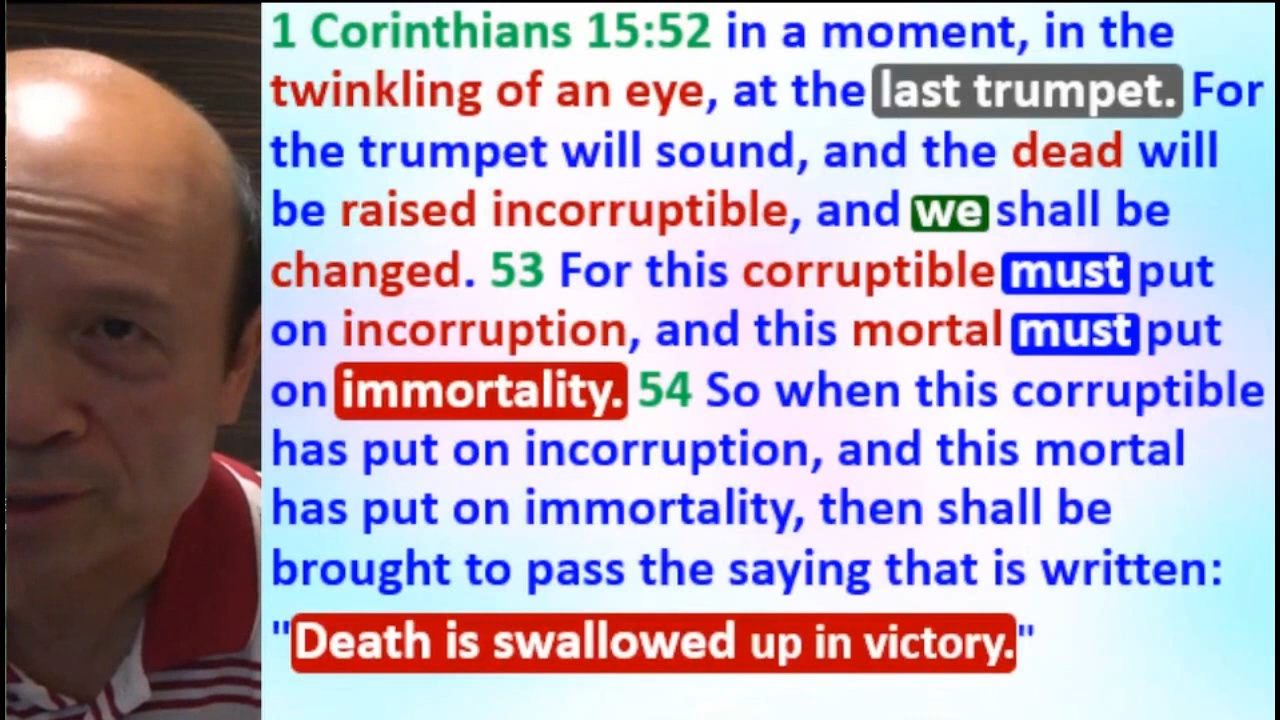 1 Corinthians 15:52 in a moment, in the
twinkling of an eye, at the last trumpet. For
the trumpet will sound, and the dead will
be raised incorruptible, and we shall be
changed. 53 For this corruptible must put
on incorruption, and this mortal must put
on immortality. 54 So when this corruptible
has put on incorruption, and this mortal
has put on immortality, then shall be
brought to pass the saying that is written:
"Death is swallowed up in victory."